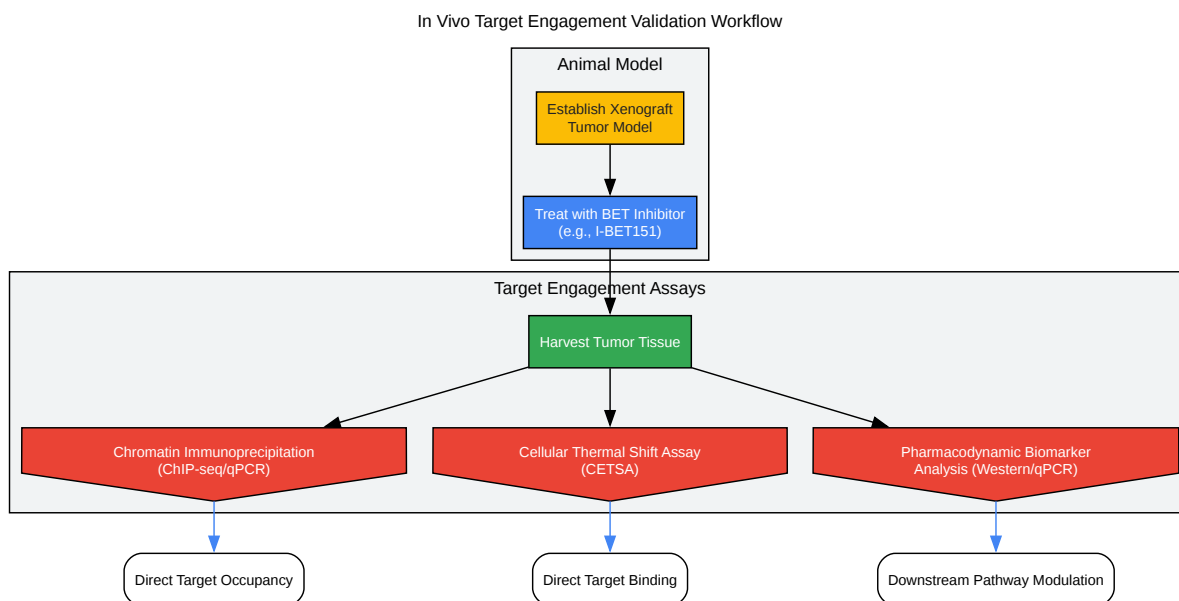 In Vivo Target Engagement Validation Workflow
Animal Model
Establish Xenograft
Tumor Model
Treat with BET Inhibitor
(e.g., I-BET151)
Target Engagement Assays
Harvest Tumor Tissue
Chromatin Immunoprecipitation
(ChIP-seq/qPCR)
Cellular Thermal Shift Assay
(CETSA)
Pharmacodynamic Biomarker
Analysis (Western/qPCR)
Direct Target Occupancy
Direct Target Binding
Downstream Pathway Modulation